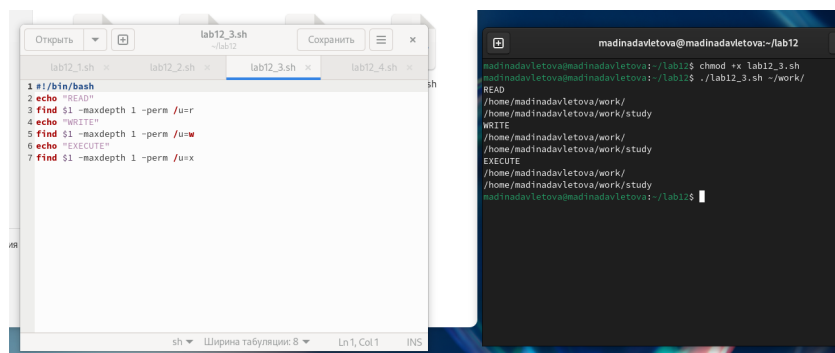 Открыть
lab12_3.sh
~/lab12
Сохранить
lab12_1.sh × lab12_2.sh × lab12_3.sh × lab12_4.sh ×
1 #!/bin/bash
2 echo "READ"
3 find $1 -maxdepth 1 -perm /u=r
4 echo "WRITE"
5 find $1 -maxdepth 1 -perm /u=w
6 echo "EXECUTE"
7 find $1 -maxdepth 1 -perm /u=x
sh Ширина табуляции: 8 Ln 1, Col 1 INS
sh
ия
madinadavletova@madinadavletova:~/lab12
madinadavletova@madinadavletova:~/lab12$ chmod +x lab12_3.sh
madinadavletova@madinadavletova:~/lab12$ ./lab12_3.sh ~/work/
READ
/home/madinadavletova/work/
/home/madinadavletova/work/study
WRITE
/home/madinadavletova/work/
/home/madinadavletova/work/study
EXECUTE
/home/madinadavletova/work/
/home/madinadavletova/work/study
madinadavletova@madinadavletova:~/lab12$